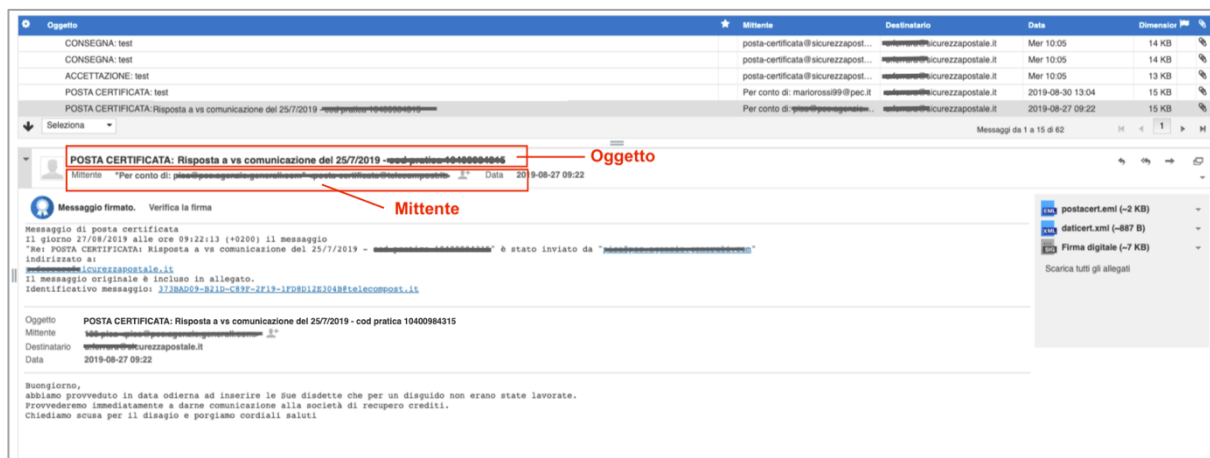 Oggetto Mittente Destinatario Data Dimension
CONSEGNA: test posta-certificata@sicurezzapost... sicurezzapostale.it Mer 10:05 14 KB
CONSEGNA: test posta-certificata@sicurezzapost... sicurezzapostale.it Mer 10:05 14 KB
ACCETTAZIONE: test posta-certificata@sicurezzapost... sicurezzapostale.it Mer 10:05 13 KB
POSTA CERTIFICATA: test Per conto di: mariorossi99@pec.it sicurezzapostale.it 2019-08-30 13:04 15 KB
POSTA CERTIFICATA:Risposta a vs comunicazione del 25/7/2019 - Per conto di: sicurezzapostale.it 2019-08-27 09:22 15 KB
Seleziona Messaggi da 1 a 15 di 62 1
POSTA CERTIFICATA: Risposta a vs comunicazione del 25/7/2019 - Oggetto
Mittente "Per conto di: Data 2019-08-27 09:22
Mittente
Messaggio firmato. Verifica la firma
postacert.eml (~2 KB)
daticert.xml (~887 B)
Firma digitale (~7 KB)
Scarica tutti gli allegati
Messaggio di posta certificata
Il giorno 27/08/2019 alle ore 09:22:13 (+0200) il messaggio
"Re: POSTA CERTIFICATA: Risposta a vs comunicazione del 25/7/2019 - " è stato inviato da "
indirizzato a:
sicurezzapostale.it
Il messaggio originale è incluso in allegato.
Identificativo messaggio: 373BAD09-B21D-C89F-2F19-1FD8D12E304B@telecompost.it
Oggetto POSTA CERTIFICATA: Risposta a vs comunicazione del 25/7/2019 - cod pratica 10400984315
Mittente
Destinatario curezzapostale.it
Data 2019-08-27 09:22
Buongiorno,
abbiamo provveduto in data odierna ad inserire le Sue disdette che per un disguido non erano state lavorate.
Provvederemo immediatamente a darne comunicazione alla società di recupero crediti.
Chiediamo scusa per il disagio e porgiamo cordiali saluti